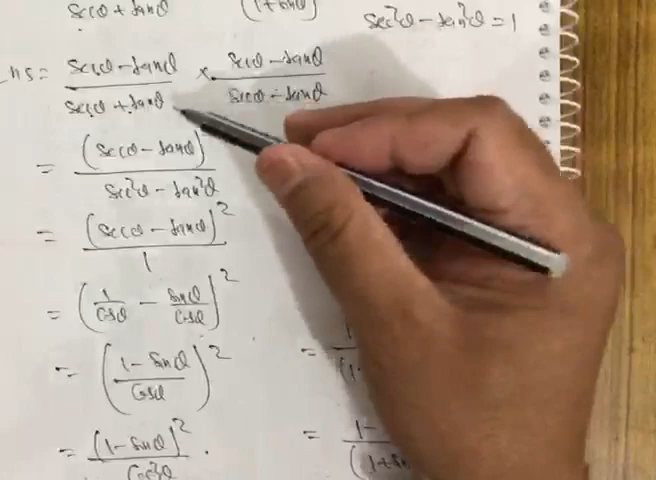 secθ + tanθ
sec²θ - tan²θ = 1
LHS = secθ - tanθ / secθ + tanθ × secθ - tanθ / secθ - tanθ
= (secθ - tanθ) / sec²θ - tan²θ
= (secθ - tanθ)² / 1
= (1/cosθ - sinθ/cosθ)²
= ((1 - sinθ)/cosθ)²
= (1 - sinθ)² / cos²θ